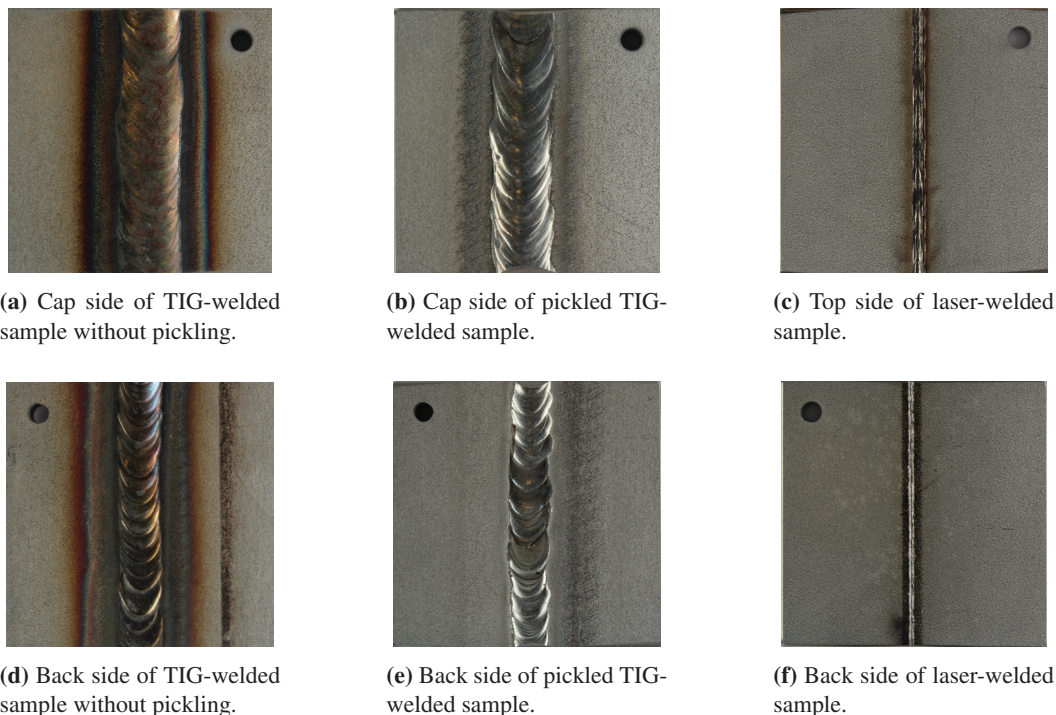 (a) Cap side of TIG-welded
sample without pickling.
(b) Cap side of pickled TIG-
welded sample.
(c) Top side of laser-welded
sample.
(d) Back side of TIG-welded
sample without pickling.
(e) Back side of pickled TIG-
welded sample.
(f) Back side of laser-welded
sample.